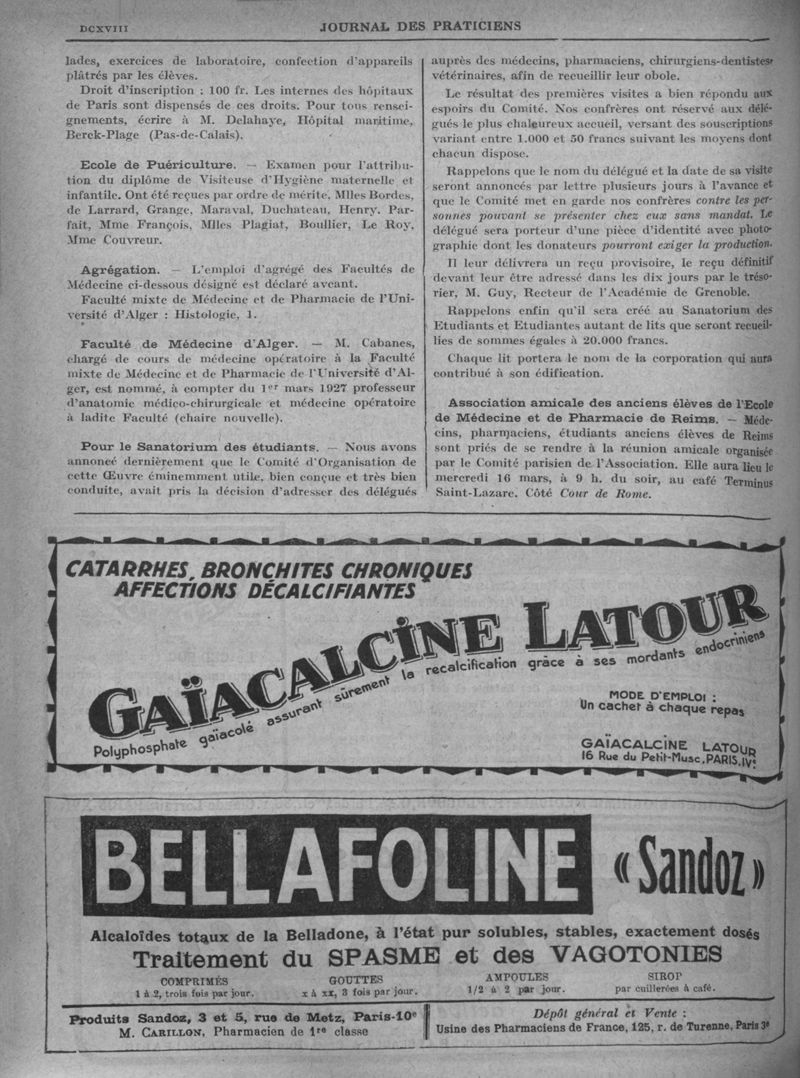 DCXVIII
JOURNAL DES PRATICIENS
lades, exercices de laboratoire, confection d'appareils
plâtrés par les élèves.
Droit d'inscription : 100 fr. Les internes des hôpitaux
de Paris sont dispensés de ces droits. Pour tous rensei-
gnements, écrire à M. Delahaye, Hôpital maritime,
Berck-Plage (Pas-de-Calais).
Ecole de Puériculture. — Examen pour l'attribu-
tion du diplôme de Visiteuse d'Hygiène maternelle et
infantile. Ont été reçues par ordre de mérite, Mlles Bordes,
de Larrard, Grange, Maraval, Duchateau, Henry. Par-
fait, Mme François, Mlles Plagiat, Boullier, Le Roy,
Mme Couvreur.
Agrégation. — L'emploi d'agrégé des Facultés de
Médecine ci-dessous désigné est déclaré avcant.
Faculté mixte de Médecine et de Pharmacie de l'Uni-
versité d'Alger : Histologie, 1.
Faculté de Médecine d'Alger. — M. Cabanes,
chargé de cours de médecine opératoire à la Faculté
mixte de Médecine et de Pharmacie de l'Université d'Al-
ger, est nommé, à compter du 1er mars 1927 professeur
d'anatomie médico-chirurgicale et médecine opératoire
à ladite Faculté (chaire nouvelle).
Pour le Sanatorium des étudiants. — Nous avons
annoncé dernièrement que le Comité d'Organisation de
cette Œuvre éminemment utile, bien conçue et très bien
conduite, avait pris la décision d'adresser des délégués
auprès des médecins, pharmaciens, chirurgiens-dentistes,
vétérinaires, afin de recueillir leur obole.
Le résultat des premières visites a bien répondu aux
espoirs du Comité. Nos confrères ont réservé aux délé-
gués le plus chaleureux accueil, versant des souscriptions
variant entre 1.000 et 50 francs suivant les moyens dont
chacun dispose.
Rappelons que le nom du délégué et la date de sa visite
seront annoncés par lettre plusieurs jours à l'avance et
que le Comité met en garde nos confrères contre les per-
sonnes pouvant se présenter chez eux sans mandat. Le
délégué sera porteur d'une pièce d'identité avec photo-
graphie dont les donateurs pourront exiger la production.
Il leur délivrera un reçu provisoire, le reçu définitif
devant leur être adressé dans les dix jours par le tréso-
rier, M. Guy, Recteur de l'Académie de Grenoble.
Rappelons enfin qu'il sera créé au Sanatorium des
Etudiants et Etudiantes autant de lits que seront recueil-
lies de sommes égales à 20.000 francs.
Chaque lit portera le nom de la corporation qui aura
contribué à son édification.
Association amicale des anciens élèves de l'Ecole
de Médecine et de Pharmacie de Reims. — Méde-
cins, pharmaciens, étudiants anciens élèves de Reims
sont priés de se rendre à la réunion amicale organisée
par le Comité parisien de l'Association. Elle aura lieu le
mercredi 16 mars, à 9 h. du soir, au café Terminus
Saint-Lazare. Côté Cour de Rome.
CATARRHES, BRONCHITES CHRONIQUES
AFFECTIONS DÉCALCIFIANTES
GAÏACALCINE LATOUR
Polyphosphate gaïacolé assurant sûrement la recalcification grâce à ses mordants endocriniens
MODE D'EMPLOI :
Un cachet à chaque repas
GAÏACALCINE LATOUR
16 Rue du Petit-Musc, PARIS, IVe
BELLAFOLINE « Sandoz »
Alcaloïdes totaux de la Belladone, à l'état pur solubles, stables, exactement dosés
Traitement du SPASME et des VAGOTONIES
COMPRIMÉS
1 à 2, trois fois par jour.
GOUTTES
x à xx, 3 fois par jour.
AMPOULES
1/2 à 2 par jour.
SIROP
par cuillerées à café.
Produits Sandoz, 3 et 5, rue de Metz, Paris-10e
M. CARILLON, Pharmacien de 1re classe
Dépôt général et Vente :
Usine des Pharmaciens de France, 125, r. de Turenne, Paris 3e